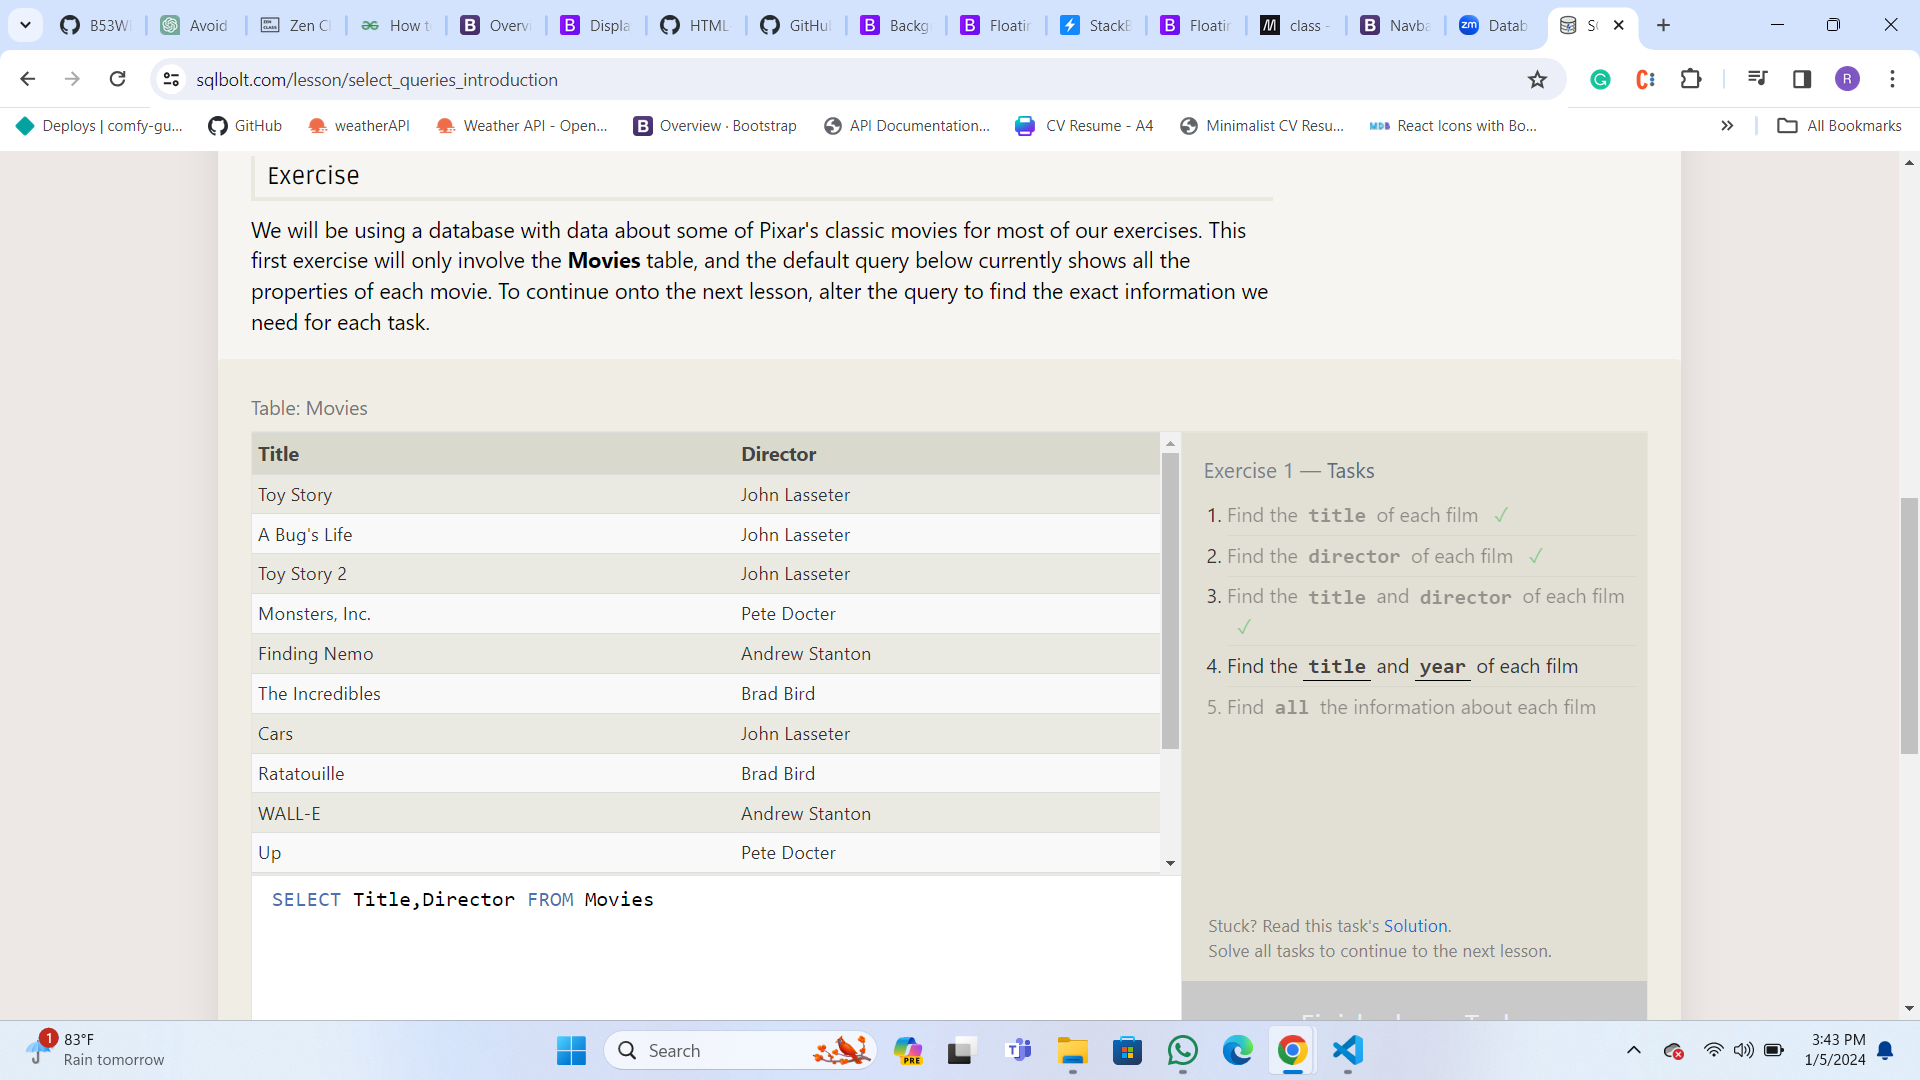 B53W
Avoid
Zen Cl
How t
Overv
Displa
HTML-
GitHu
Backg
Floatin
StackB
Floatin
class -
Navba
zm Datab
sqlbolt.com/lesson/select_queries_introduction
R
Deploys | comfy-gu...
GitHub
weatherAPI
Weather API - Open...
Overview · Bootstrap
API Documentation...
CV Resume - A4
Minimalist CV Resu...
React Icons with Bo...
All Bookmarks
Exercise
We will be using a database with data about some of Pixar's classic movies for most of our exercises. This
first exercise will only involve the Movies table, and the default query below currently shows all the
properties of each movie. To continue onto the next lesson, alter the query to find the exact information we
need for each task.
Table: Movies
Title Director
Toy Story John Lasseter
A Bug's Life John Lasseter
Toy Story 2 John Lasseter
Monsters, Inc. Pete Docter
Finding Nemo Andrew Stanton
The Incredibles Brad Bird
Cars John Lasseter
Ratatouille Brad Bird
WALL-E Andrew Stanton
Up Pete Docter
SELECT Title,Director FROM Movies
Exercise 1 — Tasks
1. Find the title of each film ✓
2. Find the director of each film ✓
3. Find the title and director of each film
✓
4. Find the title and year of each film
5. Find all the information about each film
Stuck? Read this task's Solution.
Solve all tasks to continue to the next lesson.
1
83°F
Rain tomorrow
Search
PRE
3:43 PM
1/5/2024